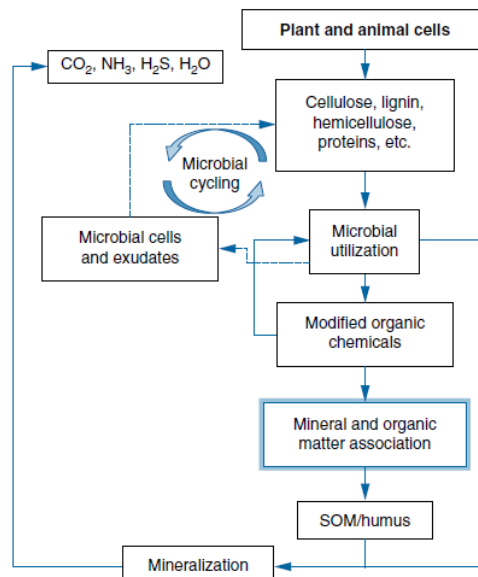 Plant and animal cells
CO₂, NH₃, H₂S, H₂O
Cellulose, lignin,
hemicellulose,
proteins, etc.
Microbial
cycling
Microbial cells
and exudates
Microbial
utilization
Modified organic
chemicals
Mineral and organic
matter association
SOM/humus
Mineralization